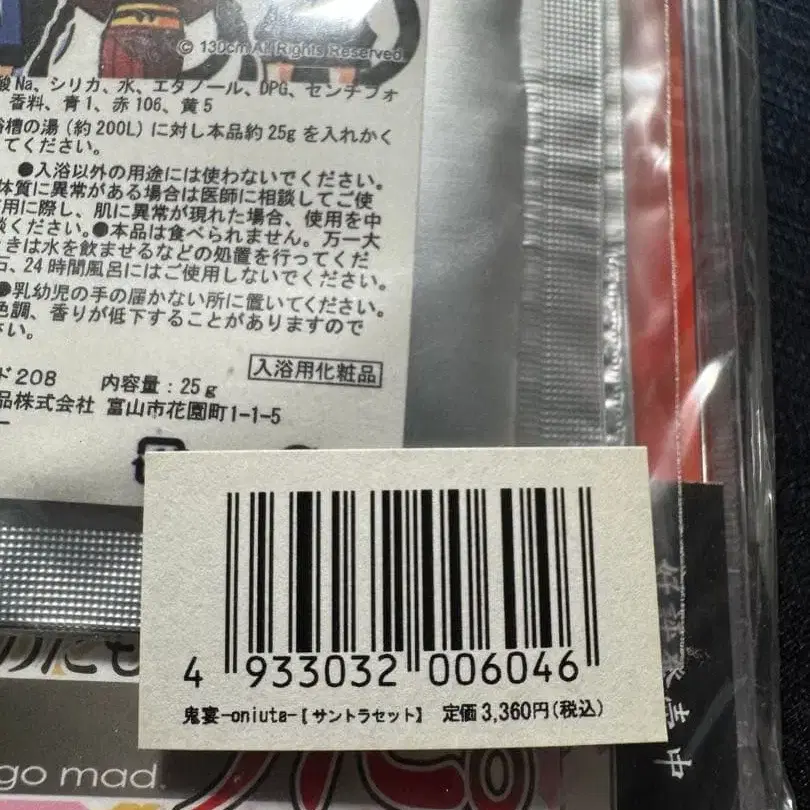 © 130cm All Rights Reserved.
酸Na、シリカ、水、エタノール、DPG、センチフォ
香料、青1、赤106、黄5
浴槽の湯(約200L)に対し本品約25gを入れかく
てください。
●入浴以外の用途には使わないでください。
体質に異常がある場合は医師に相談してご使
用に際し、肌に異常が現れた場合、使用を中
談ください。●本品は食べられません。万一大
ときは水を飲ませるなどの処置を行ってくだ
石、24時間風呂にはご使用しないでください。
●乳幼児の手の届かない所に置いてください。
色調、香りが低下することがありますので
い。
入浴用化粧品
ド208 内容量:25g
品株式会社 富山市花園町1-1-5
4 933032 006046
鬼宴-oniuta-【サントラセット】 定価3,360円(税込)
りにも
go mad.